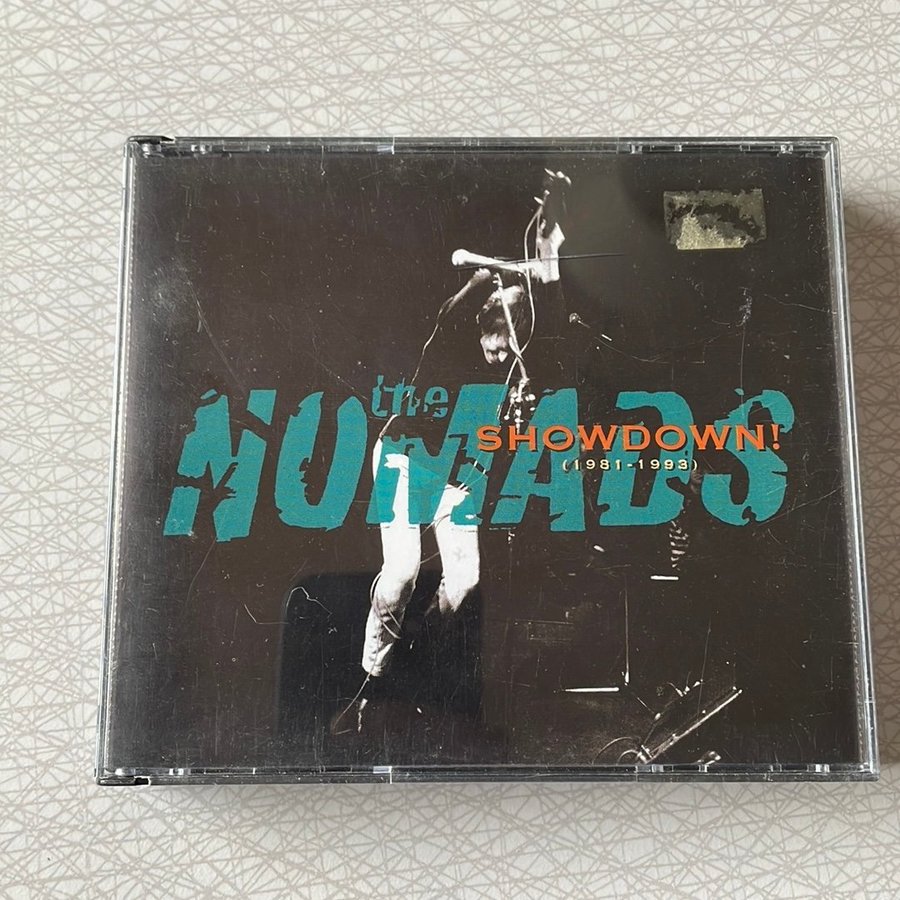 the
NOMADS
SHOWDOWN!
(1981-1993)